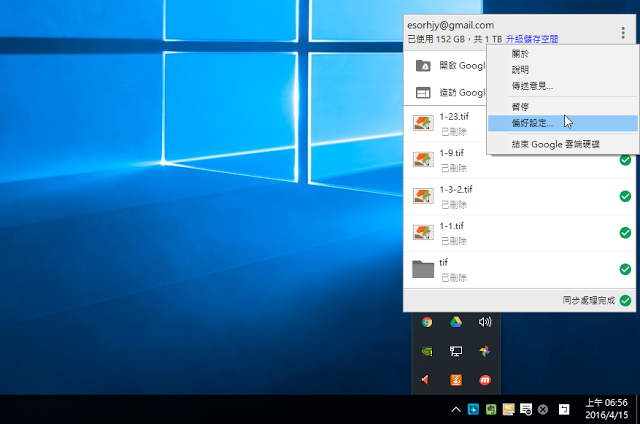 esorhjy@gmail.com
已使用 152 GB，共 1 TB 升級儲存空間
關於
開啟 Google
說明
傳送意見...
造訪 Google
暫停
1-23.tif
已刪除
偏好設定...
結束 Google 雲端硬碟
1-9.tif
已刪除
1-3-2.tif
已刪除
1-1.tif
已刪除
tif
已刪除
同步處理完成
上午 06:56
2016/4/15